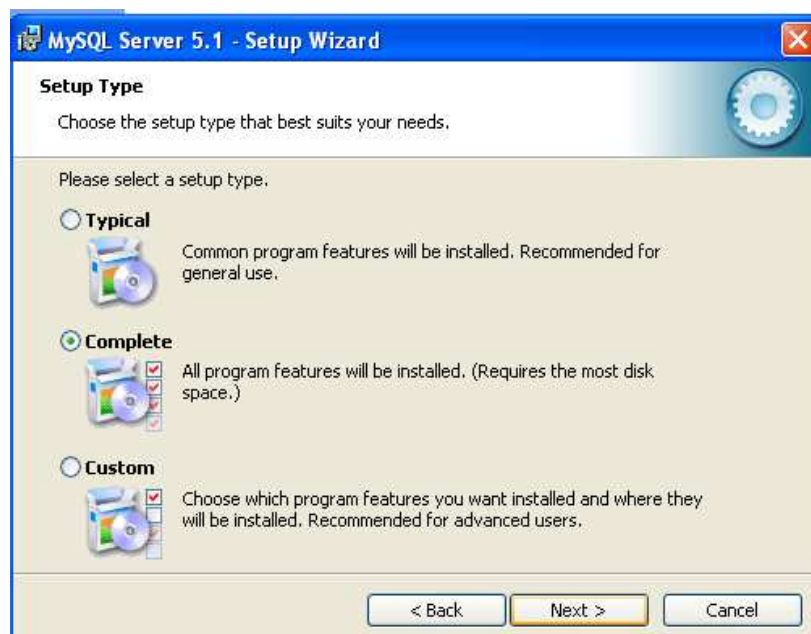 MySQL Server 5.1 - Setup Wizard
Setup Type
Choose the setup type that best suits your needs.
Please select a setup type.
Typical
Common program features will be installed. Recommended for
general use.
Complete
All program features will be installed. (Requires the most disk
space.)
Custom
Choose which program features you want installed and where they
will be installed. Recommended for advanced users.
< Back
Next >
Cancel